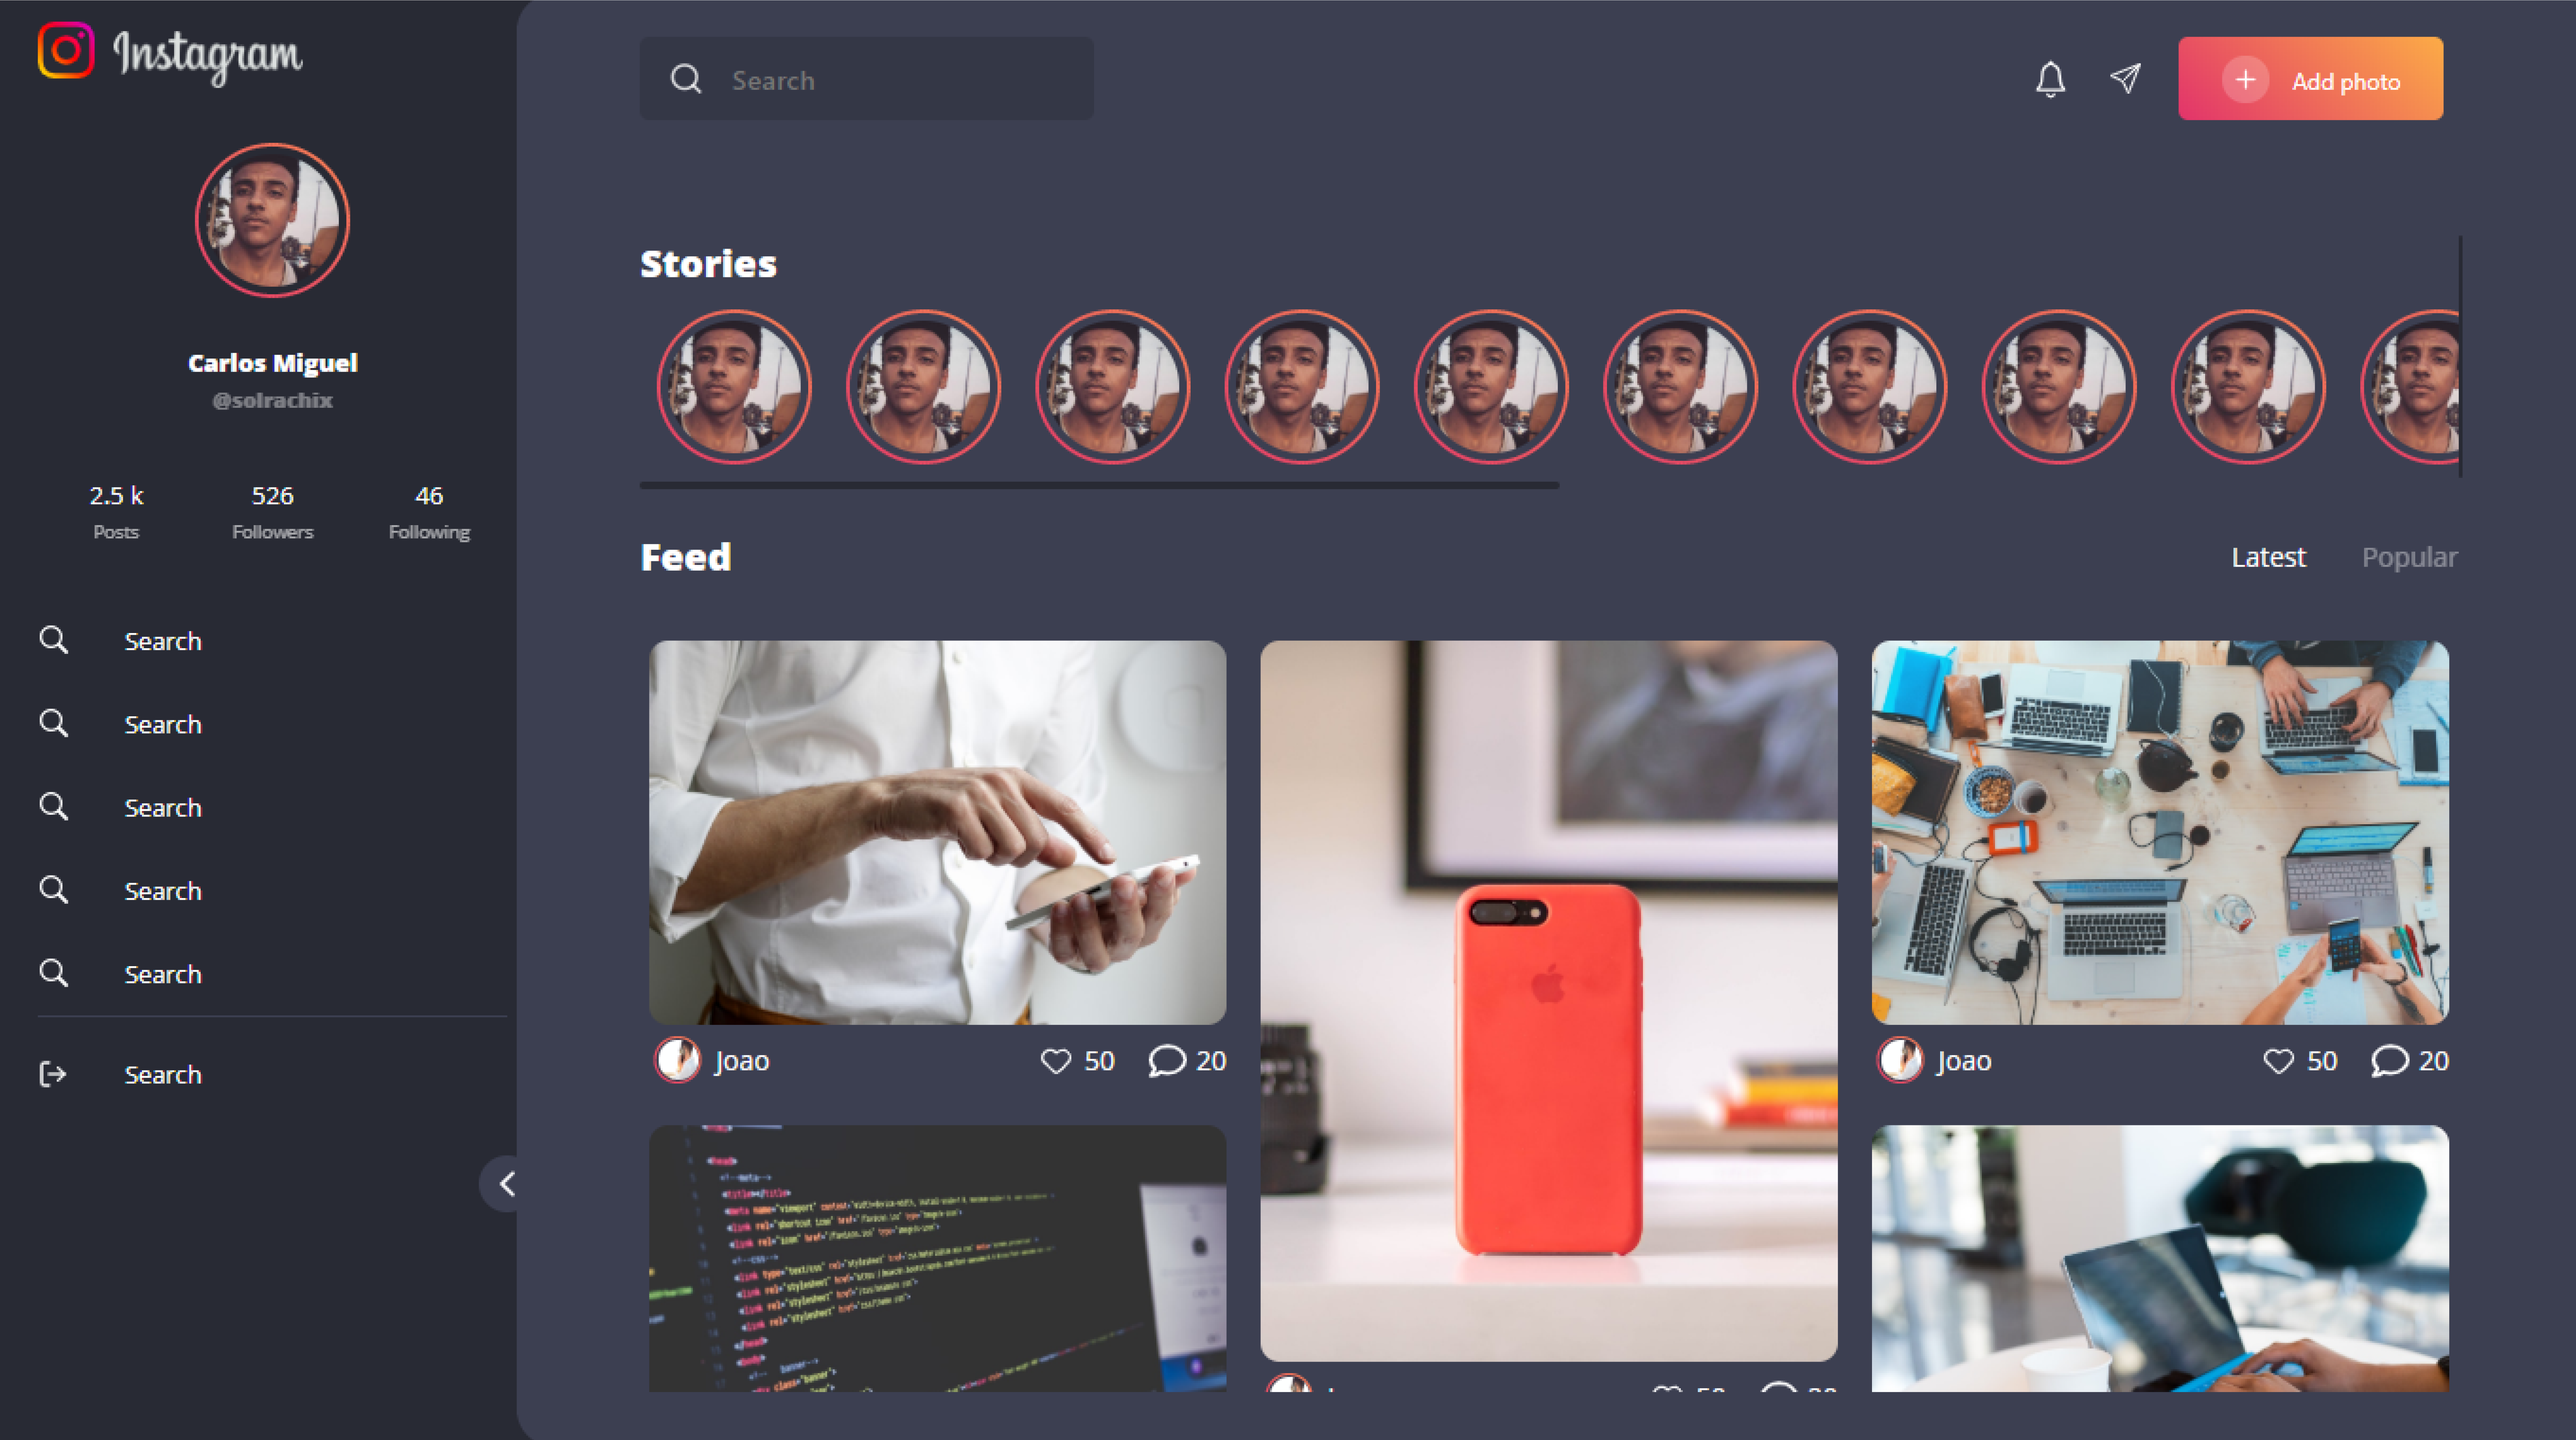 Instagram
Search
Add photo
Carlos Miguel
@solrachix
2.5 k 526 46
Posts Followers Following
Search
Search
Search
Search
Search
Search
Stories
Feed
Latest Popular
Joao 50 20
Joao 50 20